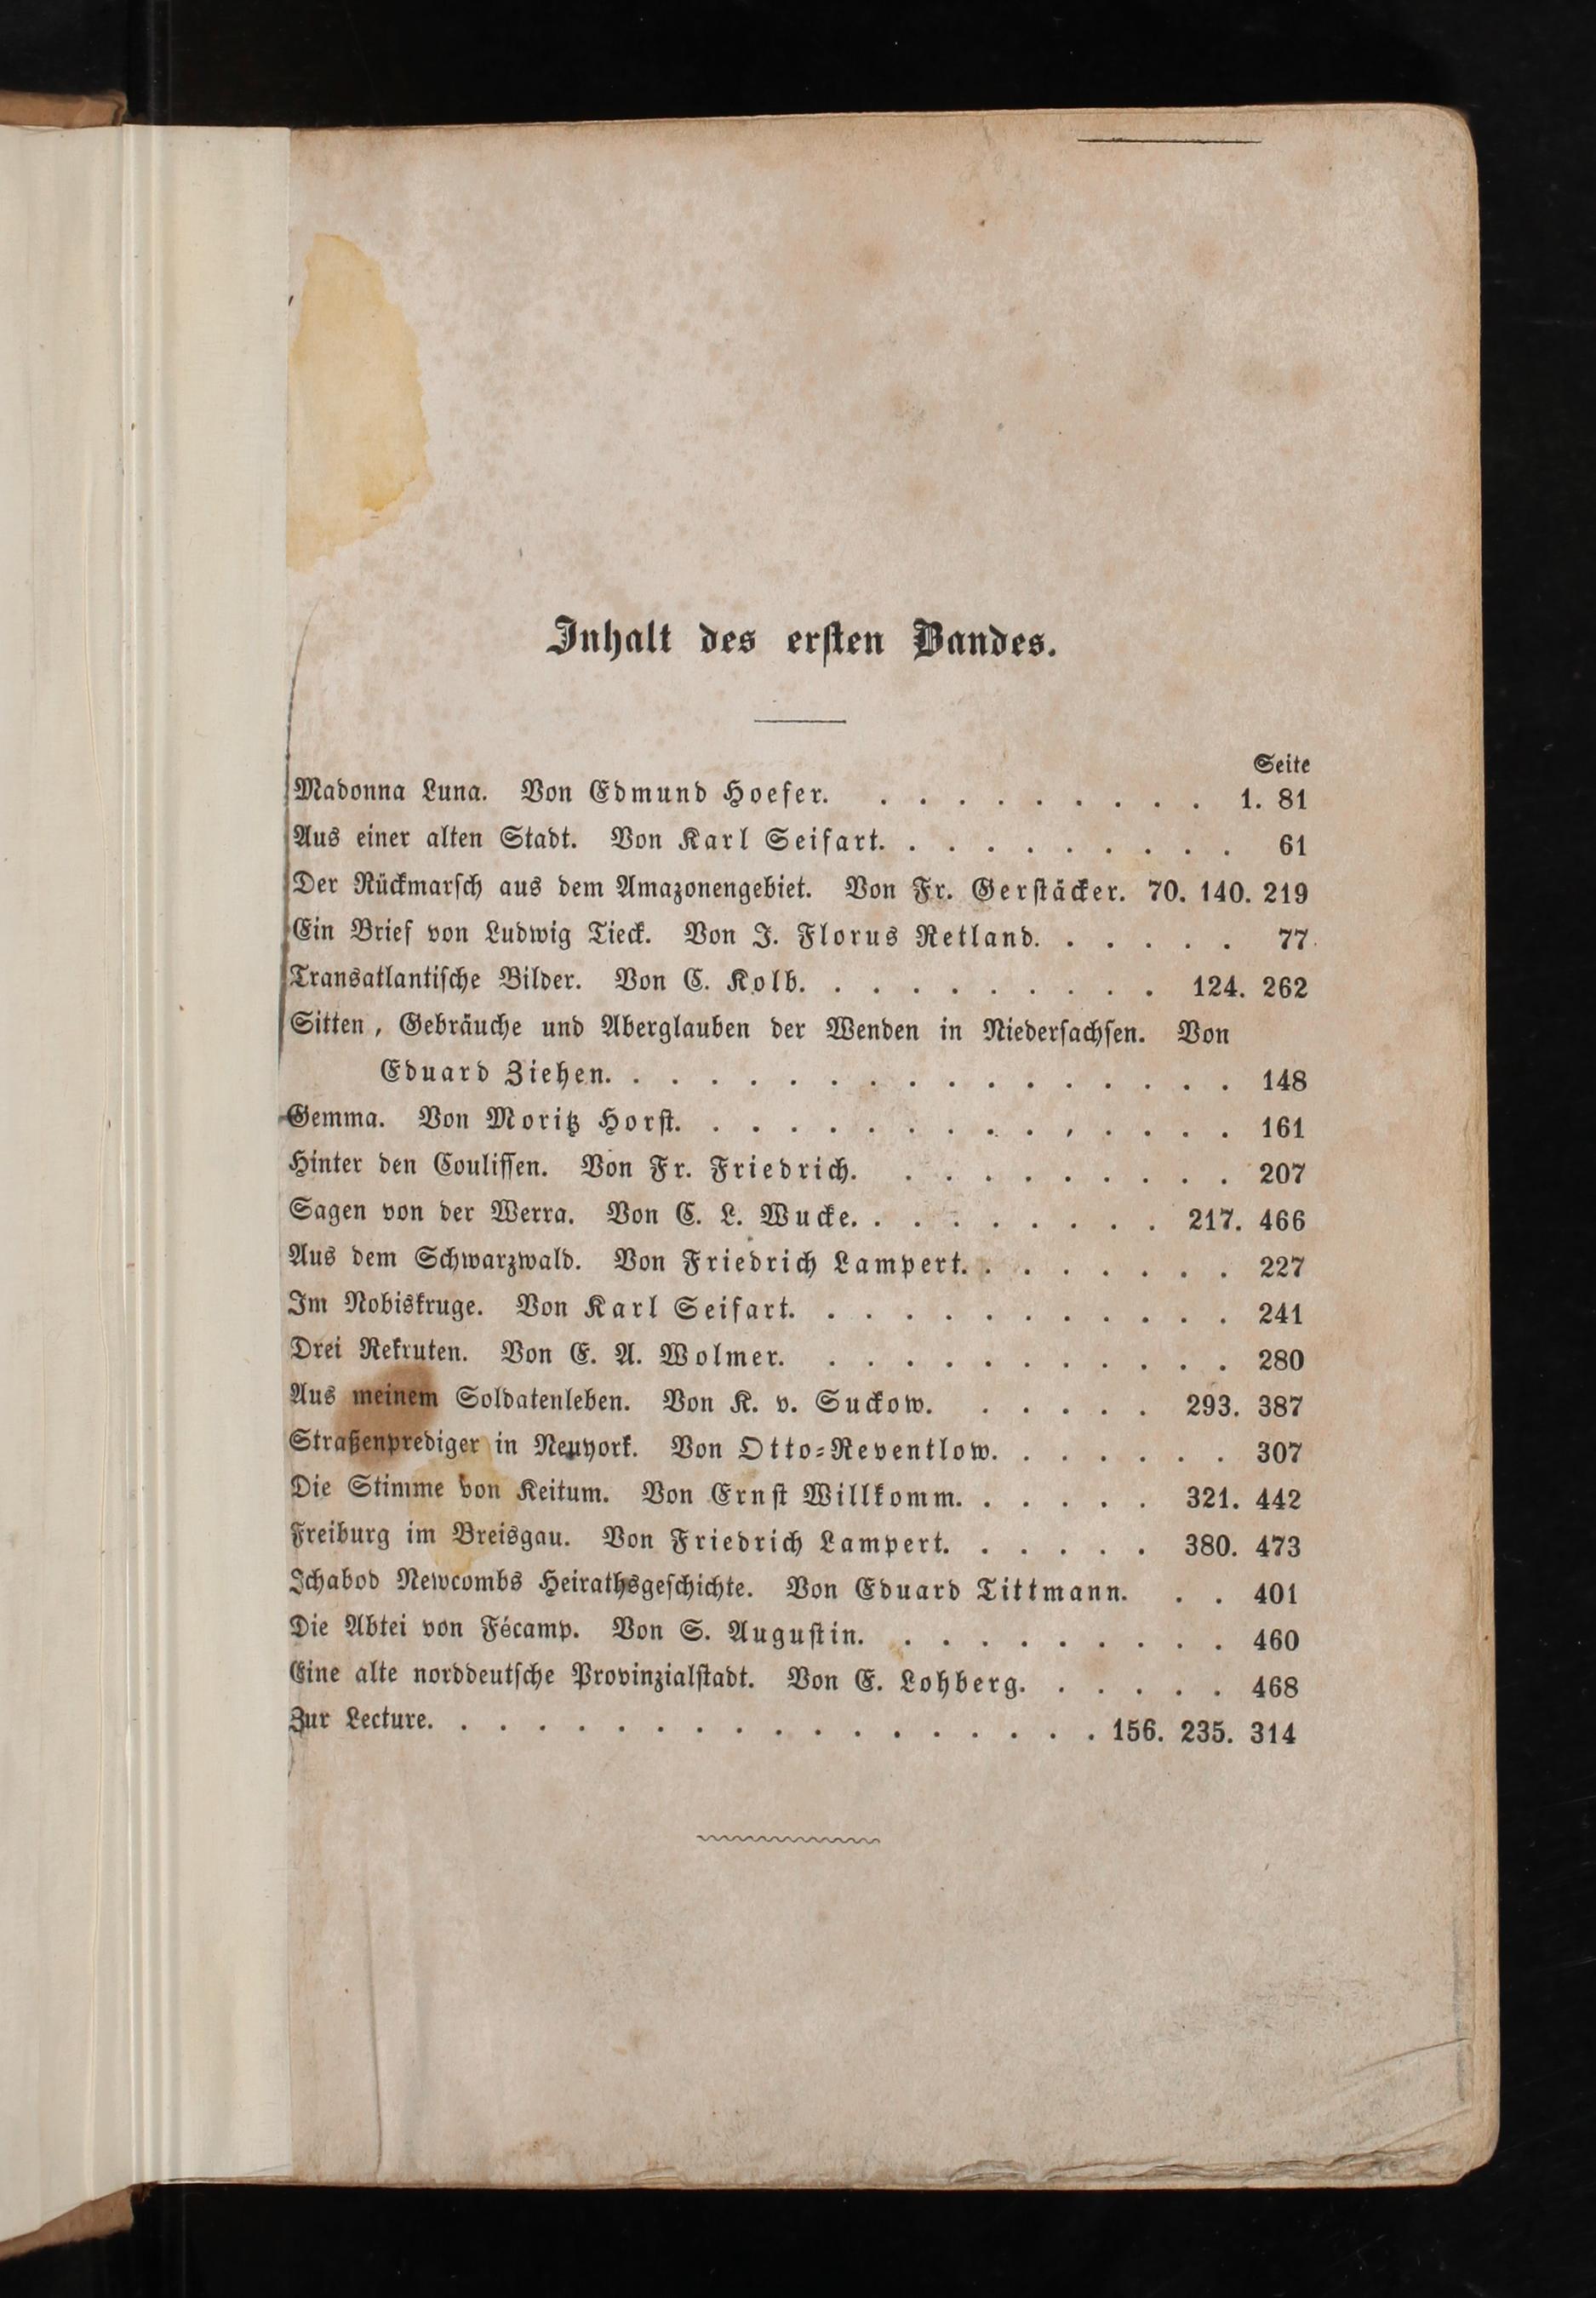 Inhalt des ersten Bandes.
Seite
Madonna Luna. Von Edmund Hoefer. . . . . . . . . . 1. 81
Aus einer alten Stadt. Von Karl Seifart. . . . . . . . . . 61
Der Rückmarsch aus dem Amazonengebiet. Von Fr. Gerstäcker. 70. 140. 219
Ein Brief von Ludwig Tieck. Von J. Florus Retland. . . . . . 77
Transatlantische Bilder. Von C. Kolb. . . . . . . . . . 124. 262
Sitten, Gebräuche und Aberglauben der Wenden in Niedersachsen. Von
Eduard Ziehen. . . . . . . . . . . . . . . . . 148
Gemma. Von Moritz Horst. . . . . . . . . . . . . . . 161
Hinter den Coulissen. Von Fr. Friedrich. . . . . . . . . . 207
Sagen von der Werra. Von C. L. Wucke. . . . . . . . . 217. 466
Aus dem Schwarzwald. Von Friedrich Lampert. . . . . . . . 227
Im Nobiskruge. Von Karl Seifart. . . . . . . . . . . . 241
Drei Rekruten. Von E. A. Wolmer. . . . . . . . . . . . 280
Aus meinem Soldatenleben. Von K. v. Suckow. . . . . . 293. 387
Straßenprediger in Neuyork. Von Otto=Reventlow. . . . . . . 307
Die Stimme von Keitum. Von Ernst Willkomm. . . . . . 321. 442
Freiburg im Breisgau. Von Friedrich Lampert. . . . . . 380. 473
Ichabod Newcombs Heirathsgeschichte. Von Eduard Tittmann. . . 401
Die Abtei von Fécamp. Von S. Augustin. . . . . . . . . . 460
Eine alte norddeutsche Provinzialstadt. Von E. Lohberg. . . . . . 468
Zur Lecture. . . . . . . . . . . . . . . . . . 156. 235. 314